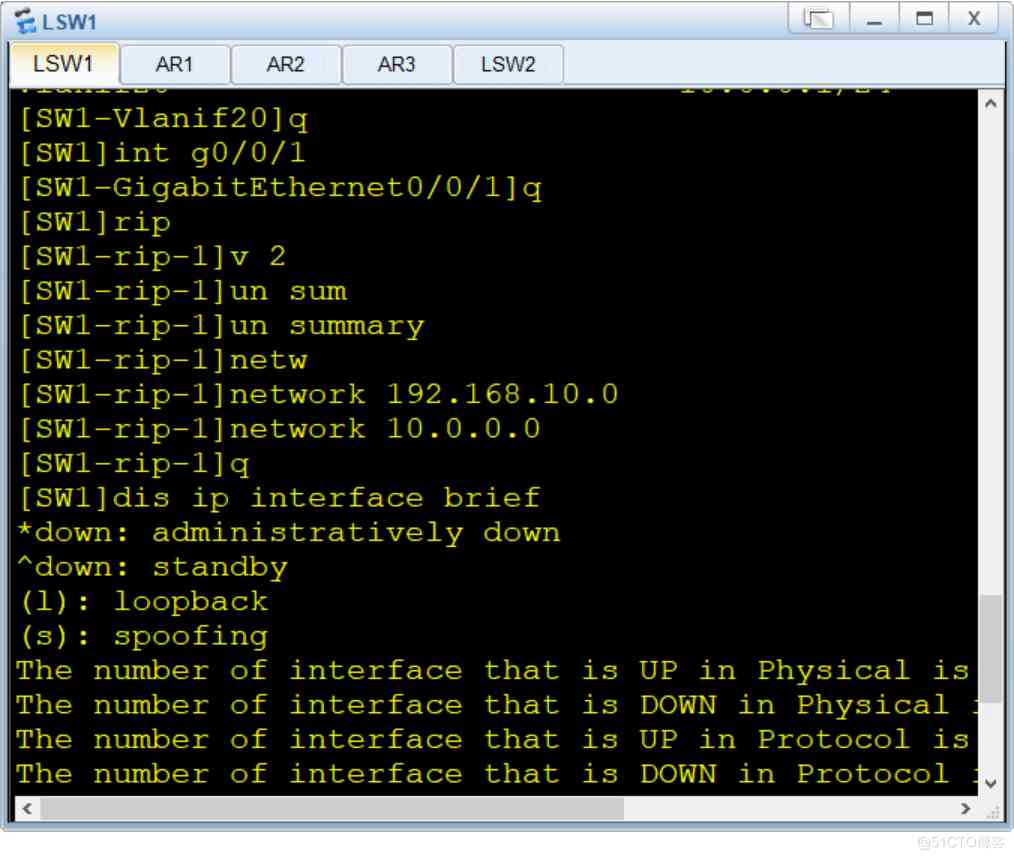 LSW1
LSW1 AR1 AR2 AR3 LSW2
[SW1-Vlanif20]q
[SW1]int g0/0/1
[SW1-GigabitEthernet0/0/1]q
[SW1]rip
[SW1-rip-1]v 2
[SW1-rip-1]un sum
[SW1-rip-1]un summary
[SW1-rip-1]netw
[SW1-rip-1]network 192.168.10.0
[SW1-rip-1]network 10.0.0.0
[SW1-rip-1]q
[SW1]dis ip interface brief
*down: administratively down
^down: standby
(l): loopback
(s): spoofing
The number of interface that is UP in Physical is
The number of interface that is DOWN in Physical
The number of interface that is UP in Protocol is
The number of interface that is DOWN in Protocol
@51CTO博客